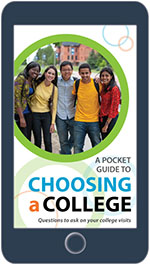 A POCKET
GUIDE TO
CHOOSING
a COLLEGE
Questions to ask on your college visits